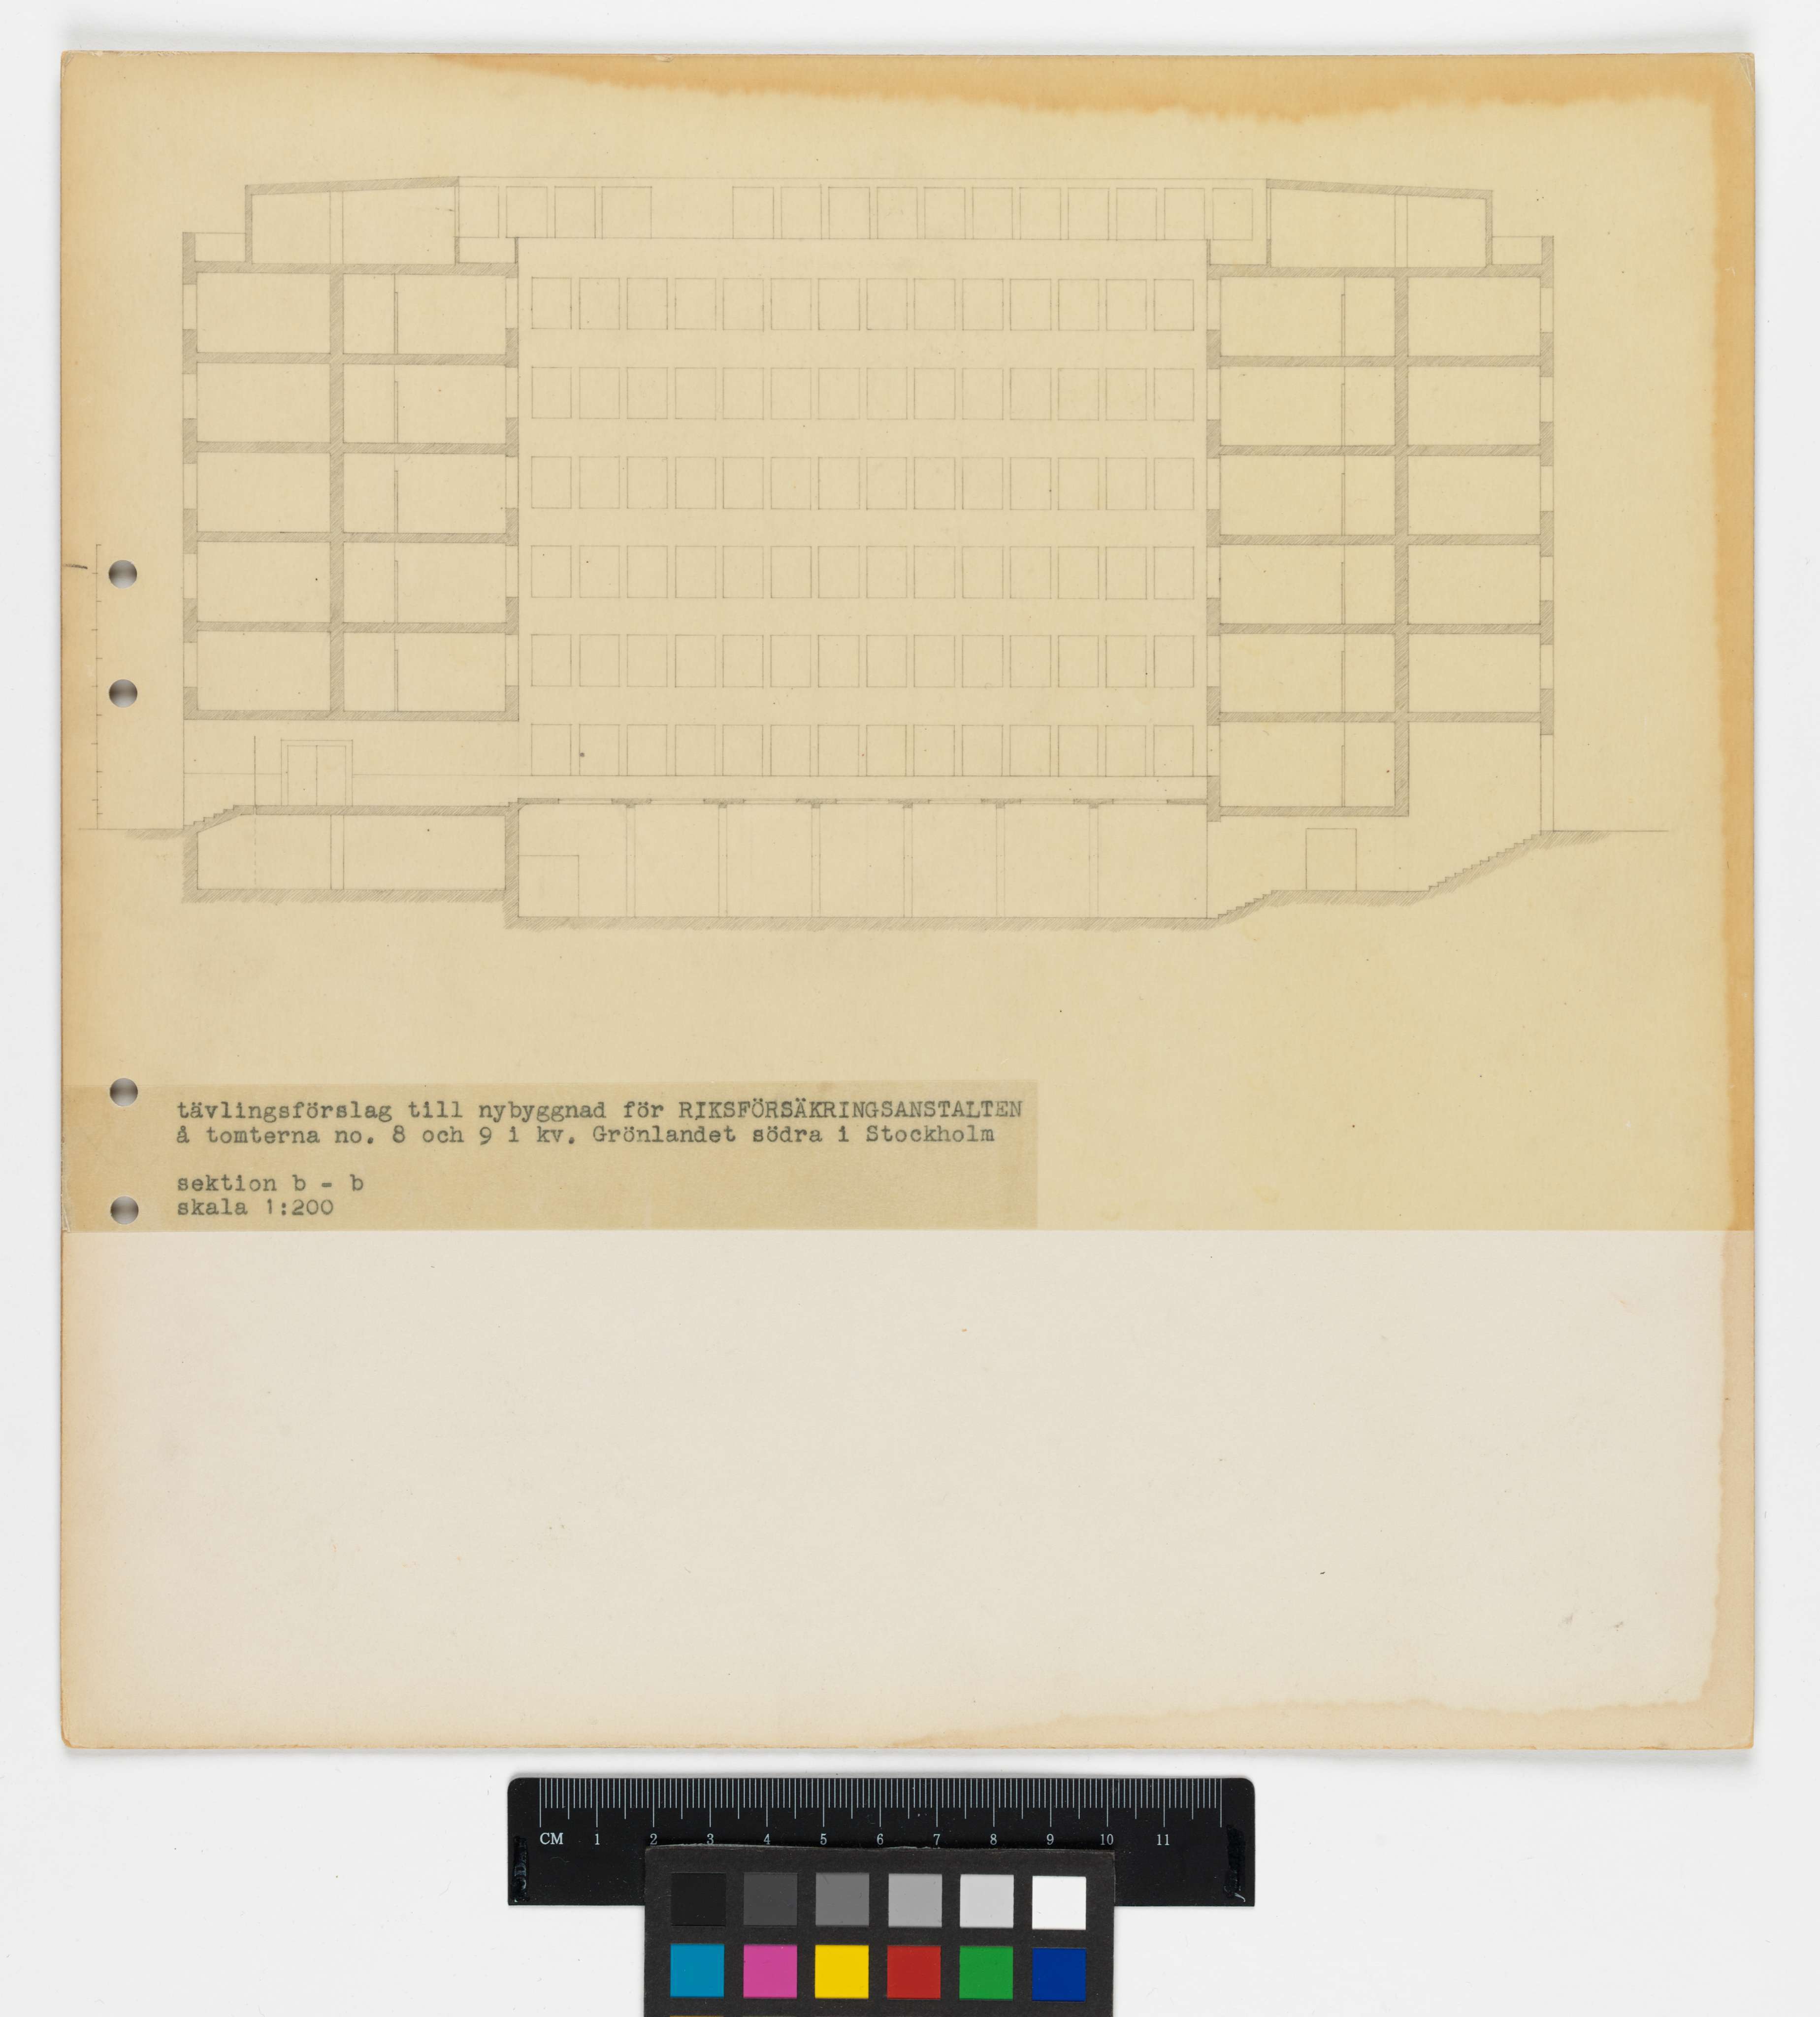 tävlingsförslag till nybyggnad för RIKSFÖRSÄKRINGSANSTALTEN
å tomterna no. 8 och 9 i kv. Grönlandet södra i Stockholm
sektion b - b
skala 1:200
CM 1 2 3 4 5 6 7 8 9 10 11